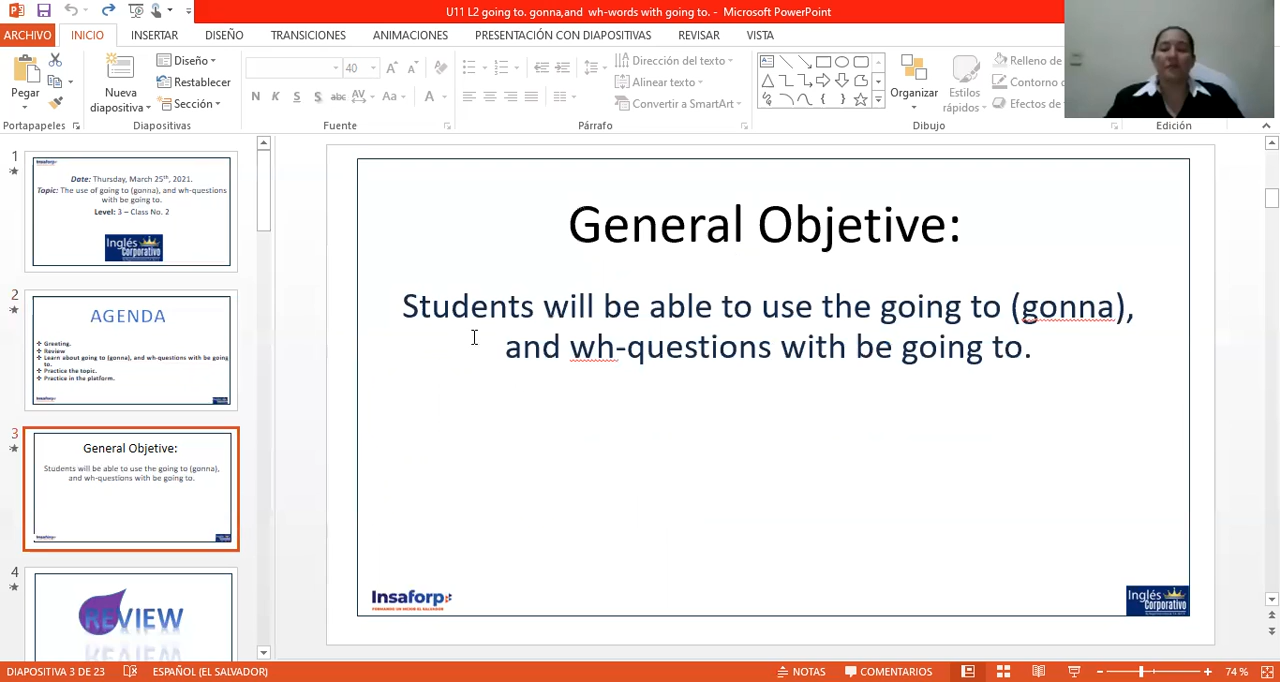 U11 L2 going to. gonna,and  wh-words with going to. - Microsoft PowerPoint
ARCHIVO INICIO INSERTAR DISEÑO TRANSICIONES ANIMACIONES PRESENTACIÓN CON DIAPOSITIVAS REVISAR VISTA
Pegar
Nueva
diapositiva
Diseño
Restablecer
Sección
40
N K S S abc AV Aa A
Dirección del texto
Alinear texto
Convertir a SmartArt
Organizar
Estilos
rápidos
Relleno de
Contorno
Efectos de
Portapapeles Diapositivas Fuente Párrafo Dibujo Edición
1
Insaforp
Date: Thursday, March 25th, 2021.
Topic: The use of going to (gonna), and wh-questions
with be going to.
Level: 3 – Class No. 2
Inglés
Corporativo
2
AGENDA
Greeting.
Review
Learn about going to (gonna), and wh-questions with be going
to.
Practice the topic.
Practice in the platform.
3
General Objetive:
Students will be able to use the going to (gonna),
and wh-questions with be going to.
4
REVIEW
General Objetive:
Students will be able to use the going to (gonna),
and wh-questions with be going to.
Insaforp
Inglés
Corporativo
DIAPOSITIVA 3 DE 23 ESPAÑOL (EL SALVADOR) NOTAS COMENTARIOS 74 %